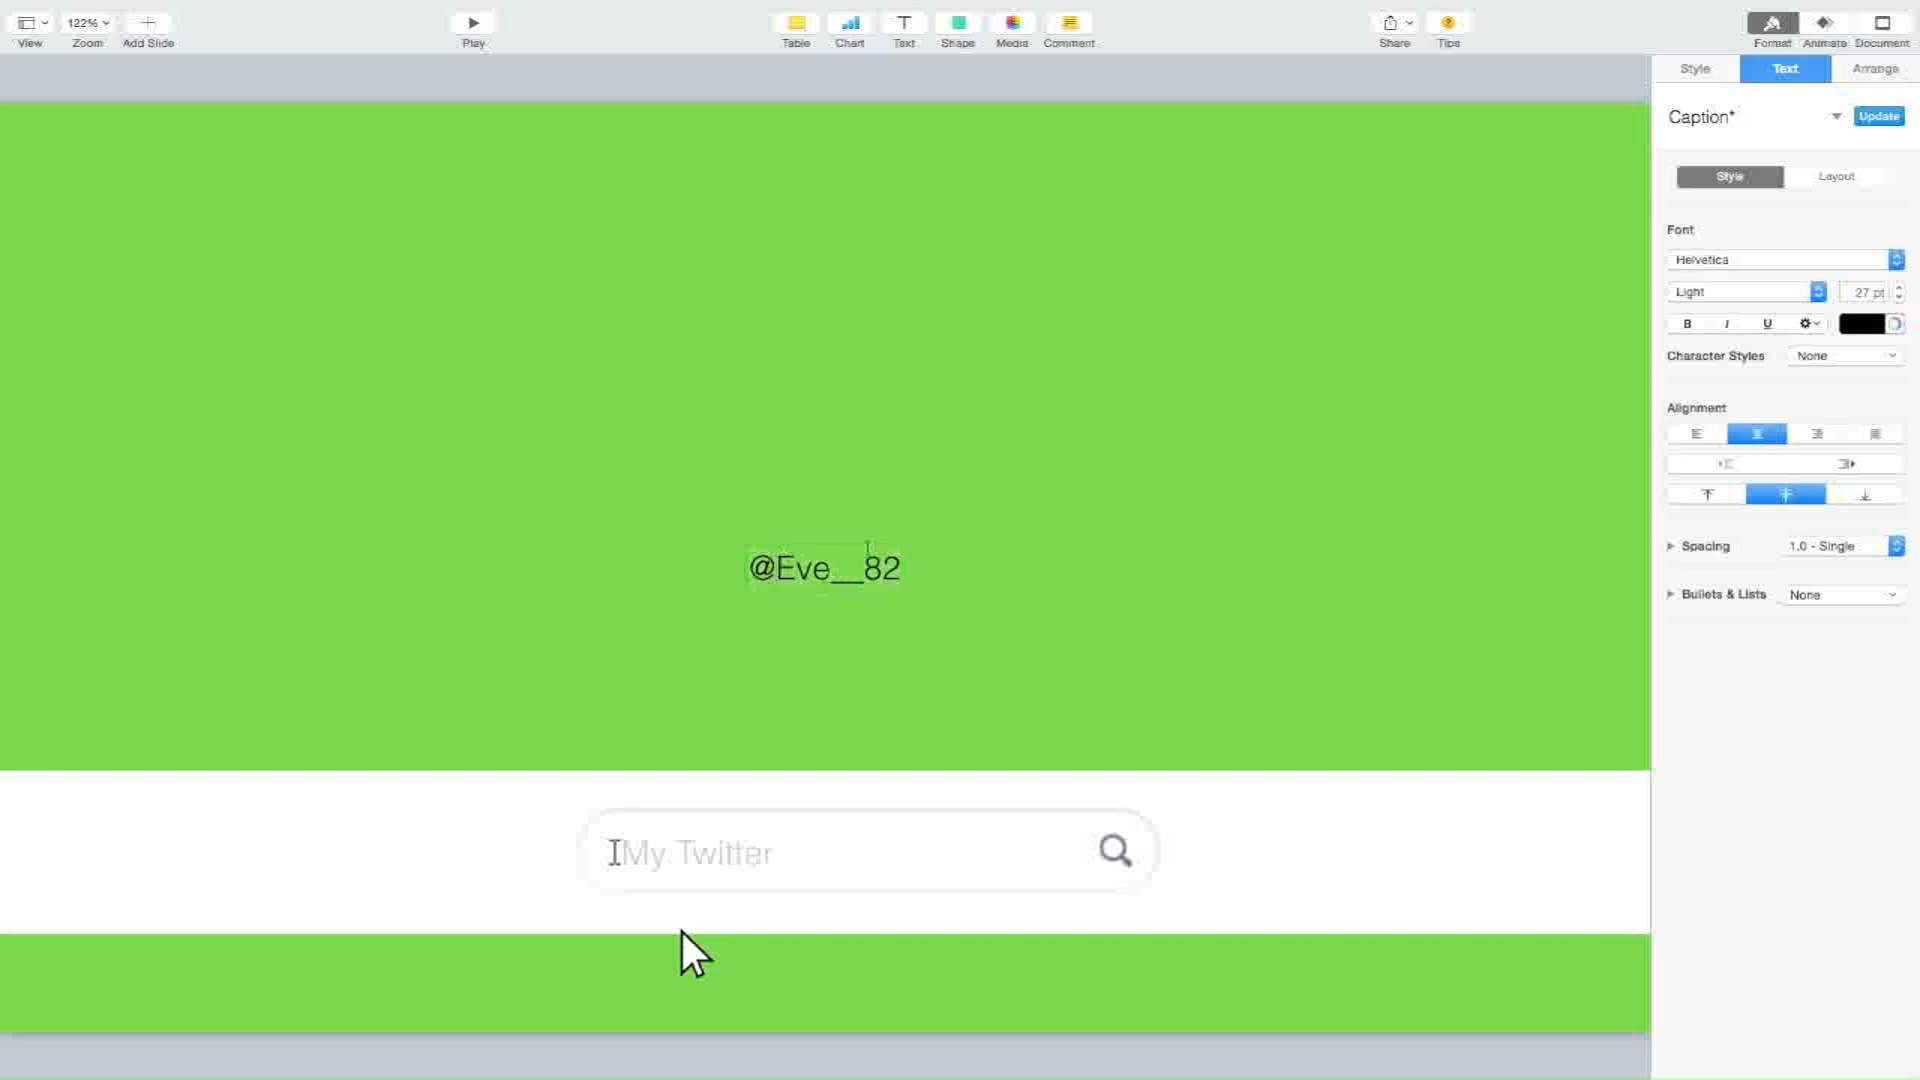 122%
View
Zoom
Add Slide
Play
Table
Chart
T
Text
Shape
Media
Comment
Share
?
Tips
Format
Animate
Document
Style
Text
Arrange
Caption*
Update
Style
Layout
Font
Helvetica
Light
27 pt
B
I
U
Character Styles
None
Alignment
Spacing
1.0 - Single
Bullets & Lists
None
@Eve__82
My Twitter